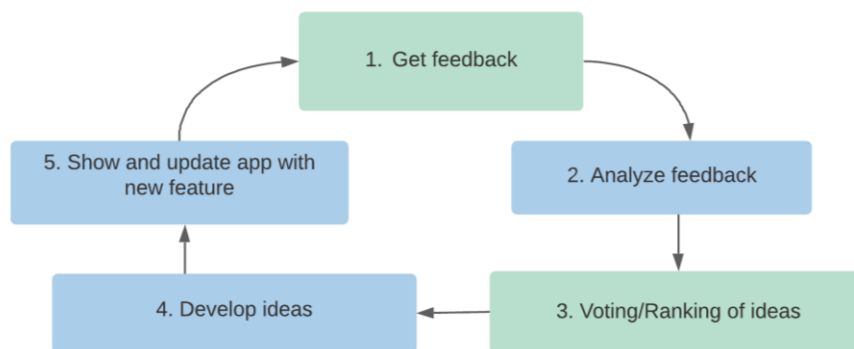 1. Get feedback
2. Analyze feedback
3. Voting/Ranking of ideas
4. Develop ideas
5. Show and update app with
new feature